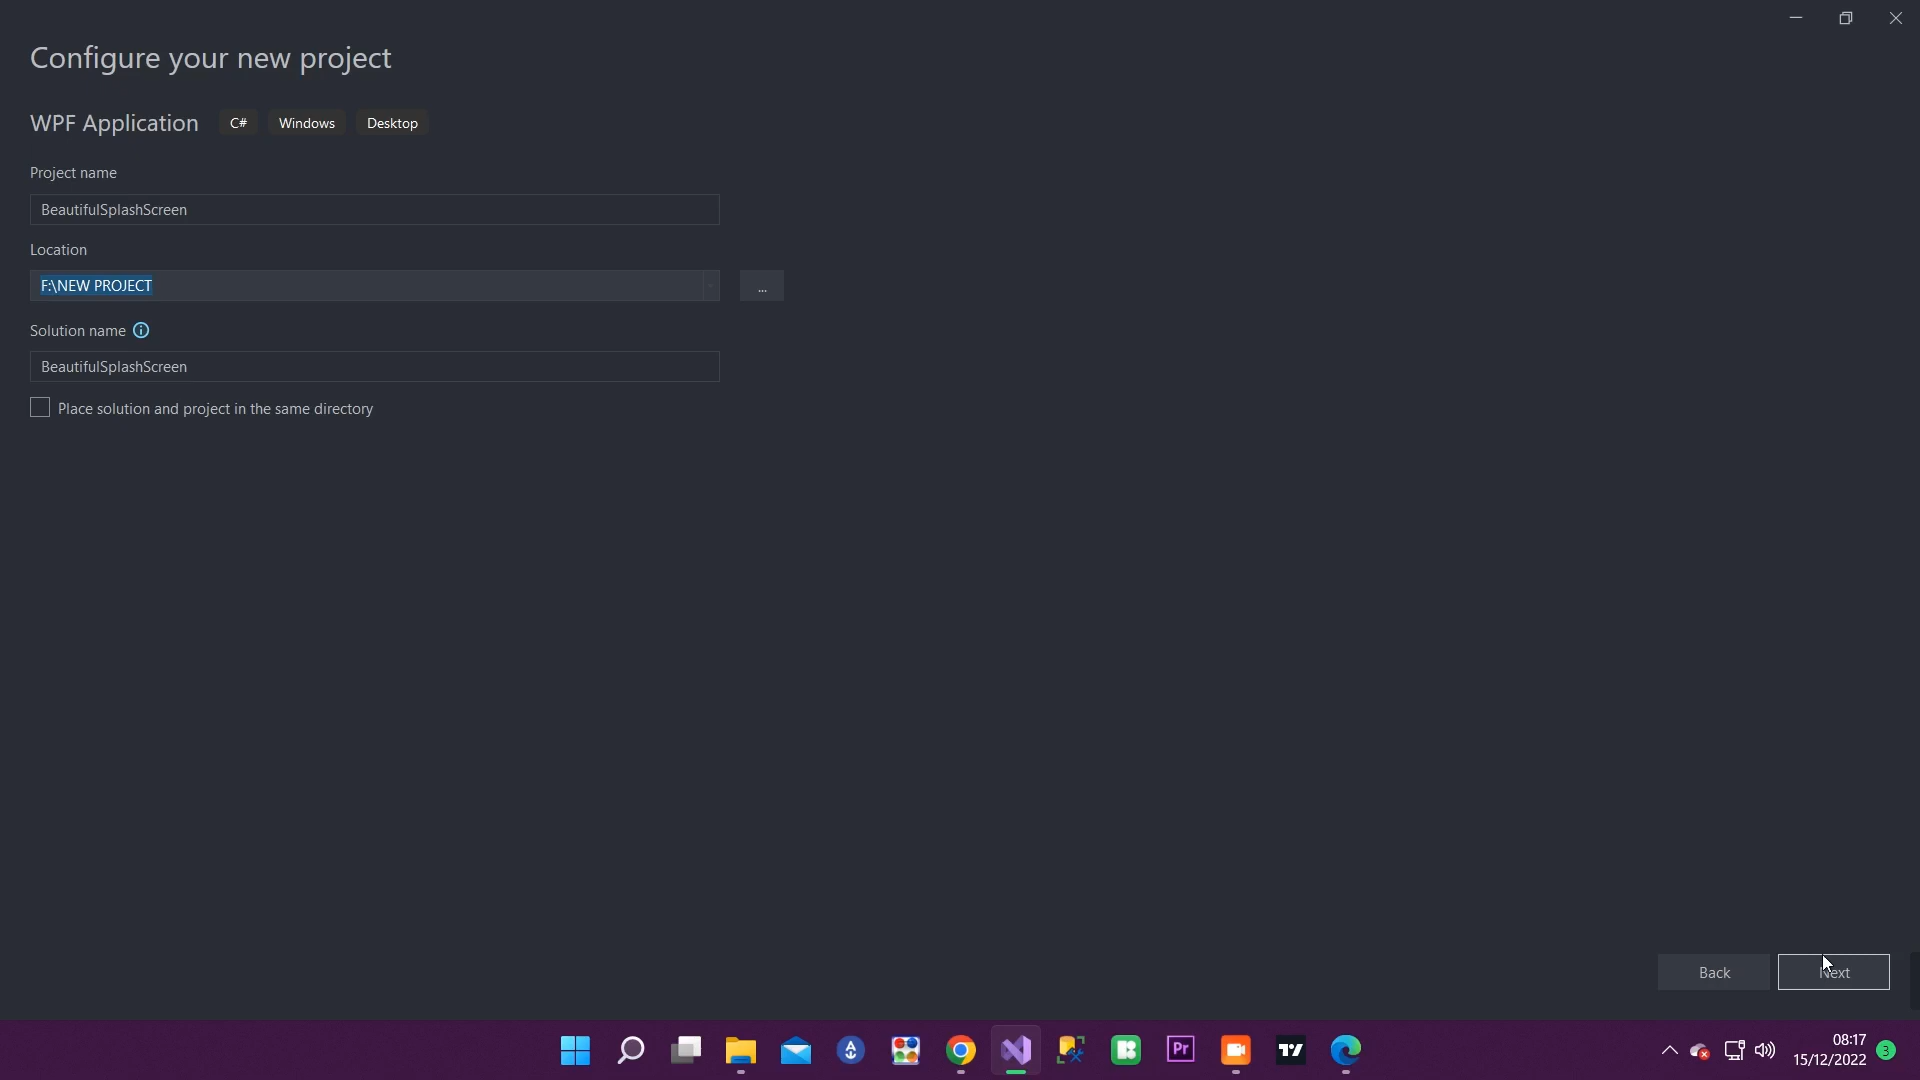 Configure your new project
WPF Application C# Windows Desktop
Project name
BeautifulSplashScreen
Location
F:\NEW PROJECT
...
Solution name
BeautifulSplashScreen
Place solution and project in the same directory
Back Next
Pr
08:17
15/12/2022 3